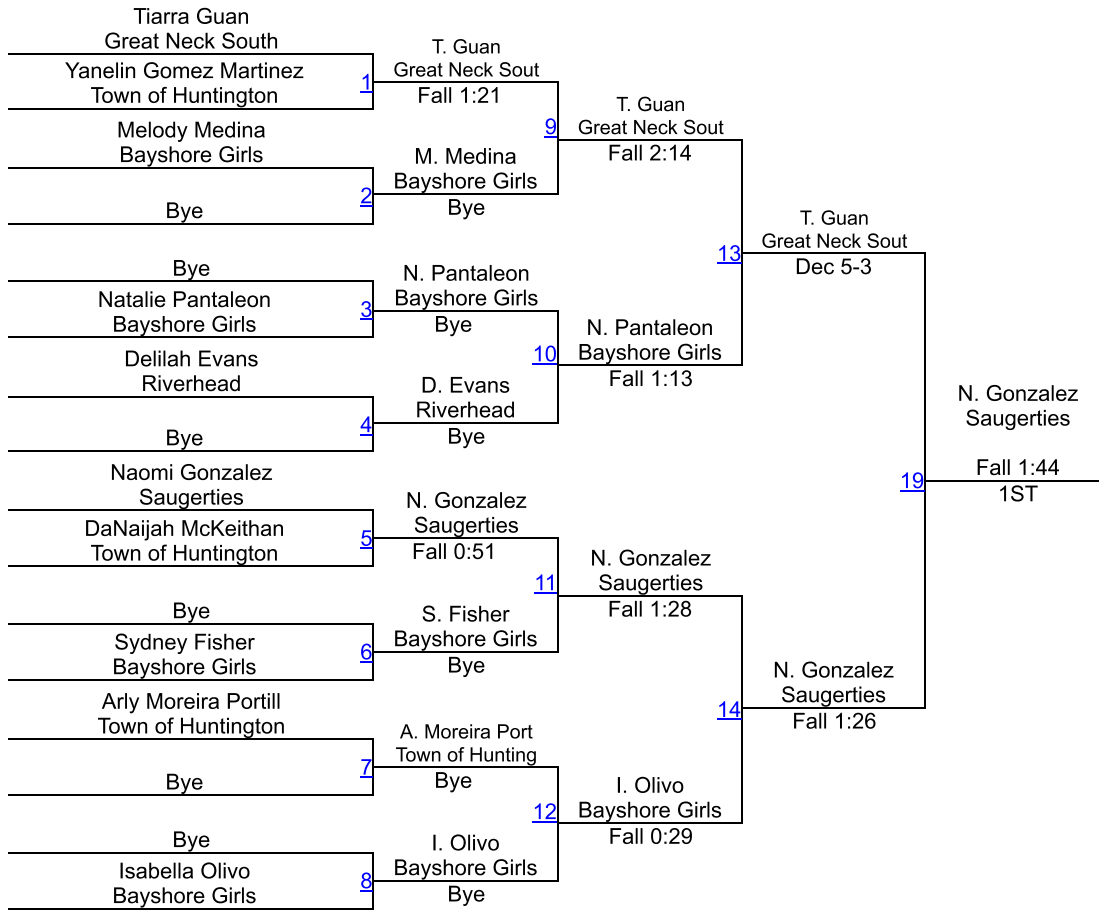 Tiarra Guan
Great Neck South
Yanelin Gomez Martinez
Town of Huntington
1
Melody Medina
Bayshore Girls
Bye
2
Bye
Natalie Pantaleon
Bayshore Girls
3
Delilah Evans
Riverhead
Bye
4
Naomi Gonzalez
Saugerties
DaNaijah McKeithan
Town of Huntington
5
Bye
Sydney Fisher
Bayshore Girls
6
Arly Moreira Portill
Town of Huntington
Bye
7
Bye
Isabella Olivo
Bayshore Girls
8
T. Guan
Great Neck Sout
Fall 1:21
9
M. Medina
Bayshore Girls
Bye
N. Pantaleon
Bayshore Girls
Bye
10
D. Evans
Riverhead
Bye
N. Gonzalez
Saugerties
Fall 0:51
11
S. Fisher
Bayshore Girls
Bye
A. Moreira Port
Town of Hunting
Bye
12
I. Olivo
Bayshore Girls
Bye
T. Guan
Great Neck Sout
Fall 2:14
13
N. Pantaleon
Bayshore Girls
Fall 1:13
N. Gonzalez
Saugerties
Fall 1:28
14
I. Olivo
Bayshore Girls
Fall 0:29
T. Guan
Great Neck Sout
Dec 5-3
19
N. Gonzalez
Saugerties
Fall 1:26
N. Gonzalez
Saugerties
Fall 1:44
1ST